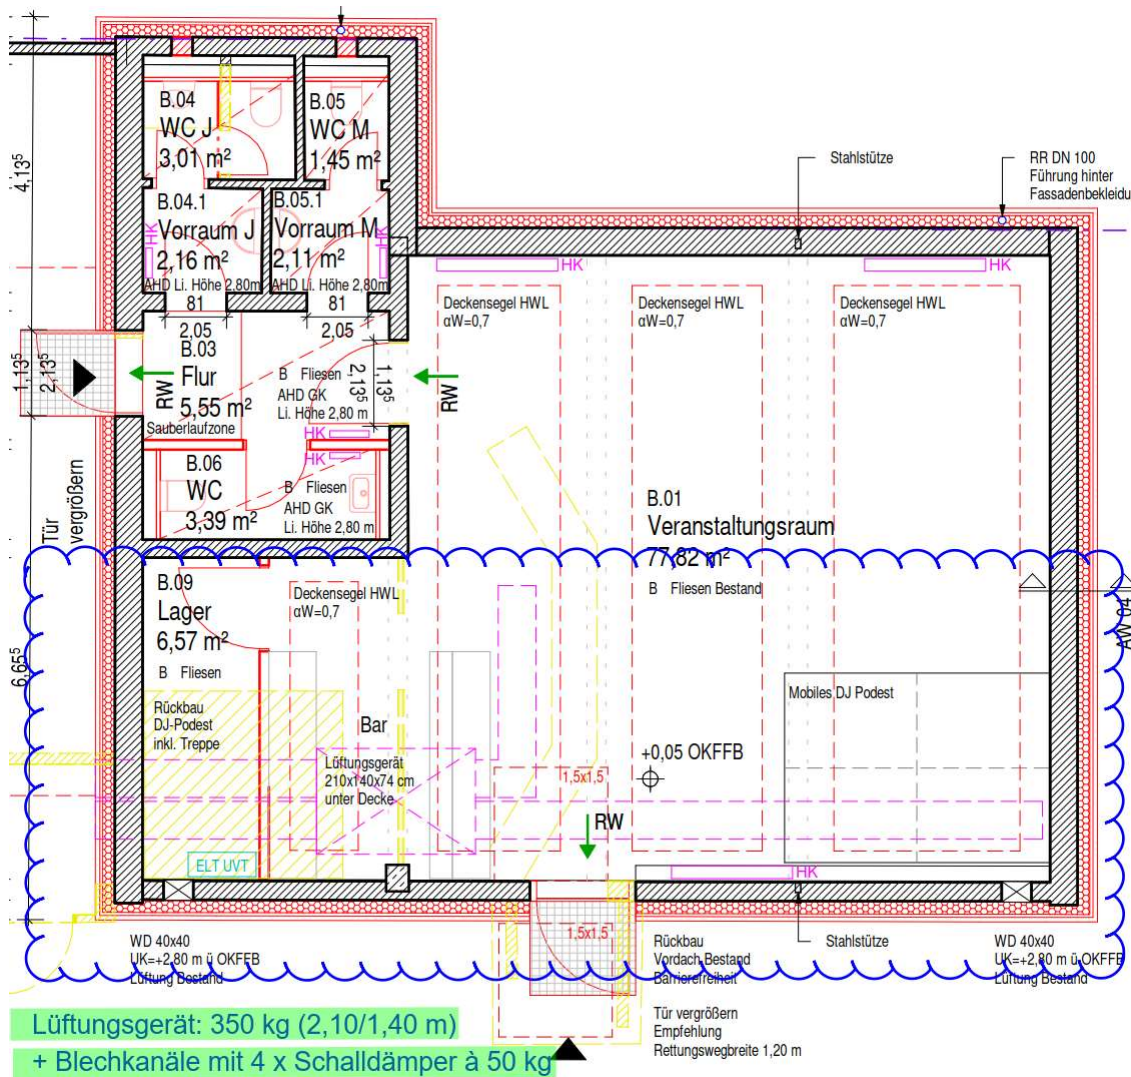 B.04
WC J
3,01 m²
B.05
WC M
1,45 m²
Stahlstütze
RR DN 100
Führung hinter
Fassadenbekleidu
4,13⁵
B.04.1
Vorraum J
2,16 m²
AHD Li. Höhe 2,80m
81
2,05
HK
B.05.1
Vorraum M
2,11 m²
AHD Li. Höhe 2,80m
81
2,05
HK
HK
HK
Deckensegel HWL
αW=0,7
Deckensegel HWL
αW=0,7
Deckensegel HWL
αW=0,7
1,13⁵
2,13⁵
RW
B.03
Flur
5,55 m²
Sauberlaufzone
B Fliesen
AHD GK
Li. Höhe 2,80 m
2,13⁵
1,13⁵
RW
HK
HK
B.06
WC
3,39 m²
B Fliesen
AHD GK
Li. Höhe 2,80 m
Tür
vergrößern
B.01
Veranstaltungsraum
77,82 m²
B Fliesen Bestand
AW 04
6,65⁵
B.09
Lager
6,57 m²
B Fliesen
Deckensegel HWL
αW=0,7
Rückbau
DJ-Podest
inkl. Treppe
Bar
Lüftungsgerät
210x140x74 cm
unter Decke
Mobiles DJ Podest
+0,05 OKFFB
1,5x1,5
RW
ELT UVT
HK
1,5x1,5
WD 40x40
UK=+2,80 m ü OKFFB
Lüftung Bestand
Rückbau
Vordach Bestand
Barrierefreiheit
Stahlstütze
WD 40x40
UK=+2,80 m ü OKFFB
Lüftung Bestand
Tür vergrößern
Empfehlung
Rettungswegbreite 1,20 m
Lüftungsgerät: 350 kg (2,10/1,40 m)
+ Blechkanäle mit 4 x Schalldämper à 50 kg